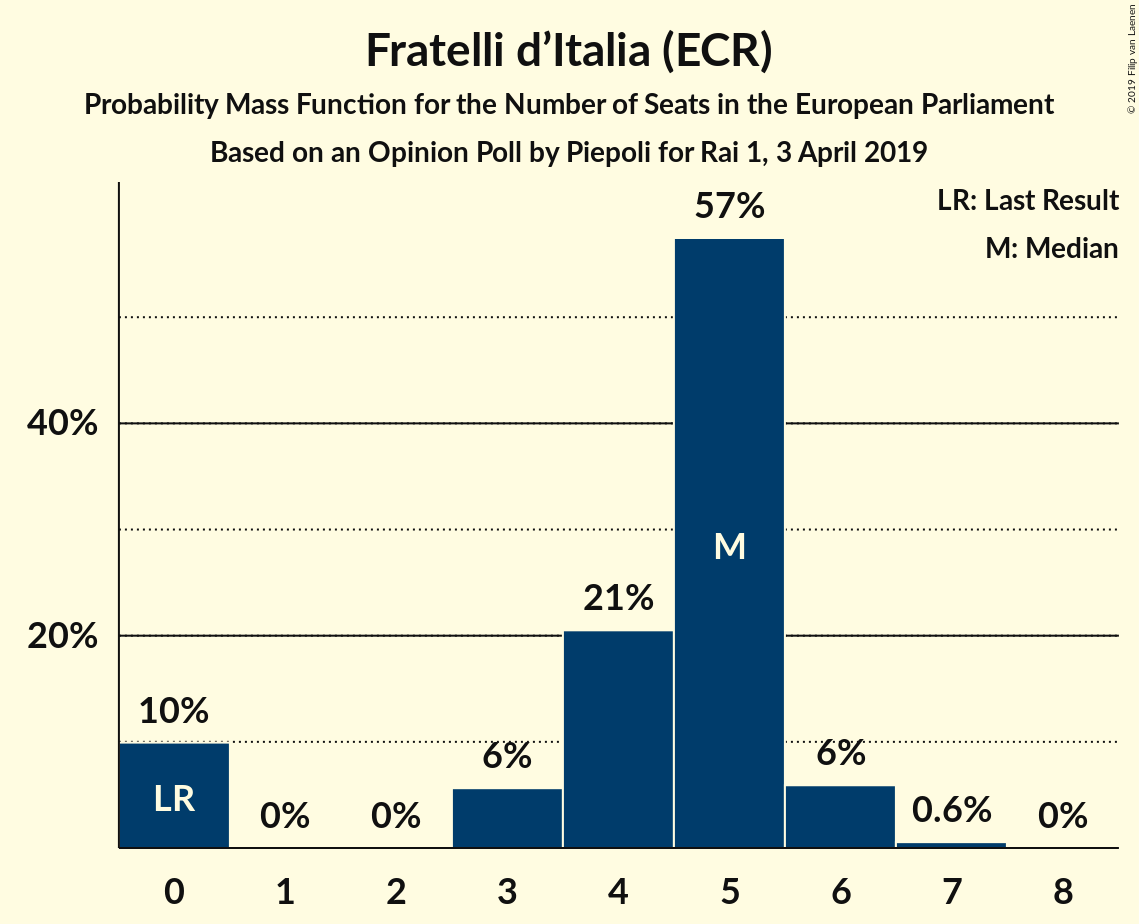 Fratelli d’Italia (ECR)
Probability Mass Function for the Number of Seats in the European Parliament
Based on an Opinion Poll by Piepoli for Rai 1, 3 April 2019
© 2019 Filip van Laenen
LR: Last Result
M: Median
57%
40%
M
21%
20%
10%
6%
6%
LR
0%
0%
0.6%
0%
0 1 2 3 4 5 6 7 8